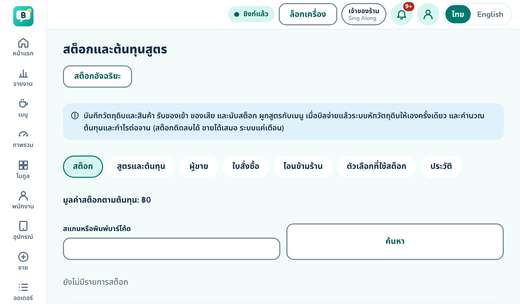 B
ซิงก์แล้ว
ล็อกเครื่อง
เจ้าของร้าน
Sing Along
9+
ไทย
English
หน้าแรก
รายงาน
เมนู
ภาพรวม
โมดูล
พนักงาน
อุปกรณ์
ขาย
ออเดอร์
สต็อกและต้นทุนสูตร
สต็อกอัจฉริยะ
บันทึกวัตถุดิบและสินค้า รับของเข้า ของเสีย และนับสต็อก ผูกสูตรกับเมนู เมื่อบิลจ่ายแล้วระบบหักวัตถุดิบให้เองครั้งเดียว และคำนวณ
ต้นทุนและกำไรต่อจาน (สต็อกติดลบได้ ขายได้เสมอ ระบบแค่เตือน)
สต็อก
สูตรและต้นทุน
ผู้ขาย
ใบสั่งซื้อ
โอนข้ามร้าน
ตัวเลือกที่ใช้สต็อก
ประวัติ
มูลค่าสต็อกตามต้นทุน: ฿0
สแกนหรือพิมพ์บาร์โค้ด
ค้นหา
ยังไม่มีรายการสต็อก